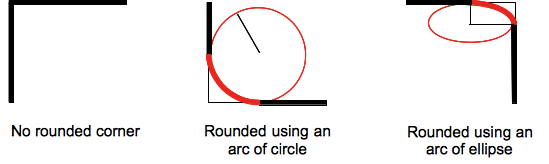 No rounded corner
Rounded using an
arc of circle
Rounded using an
arc of ellipse